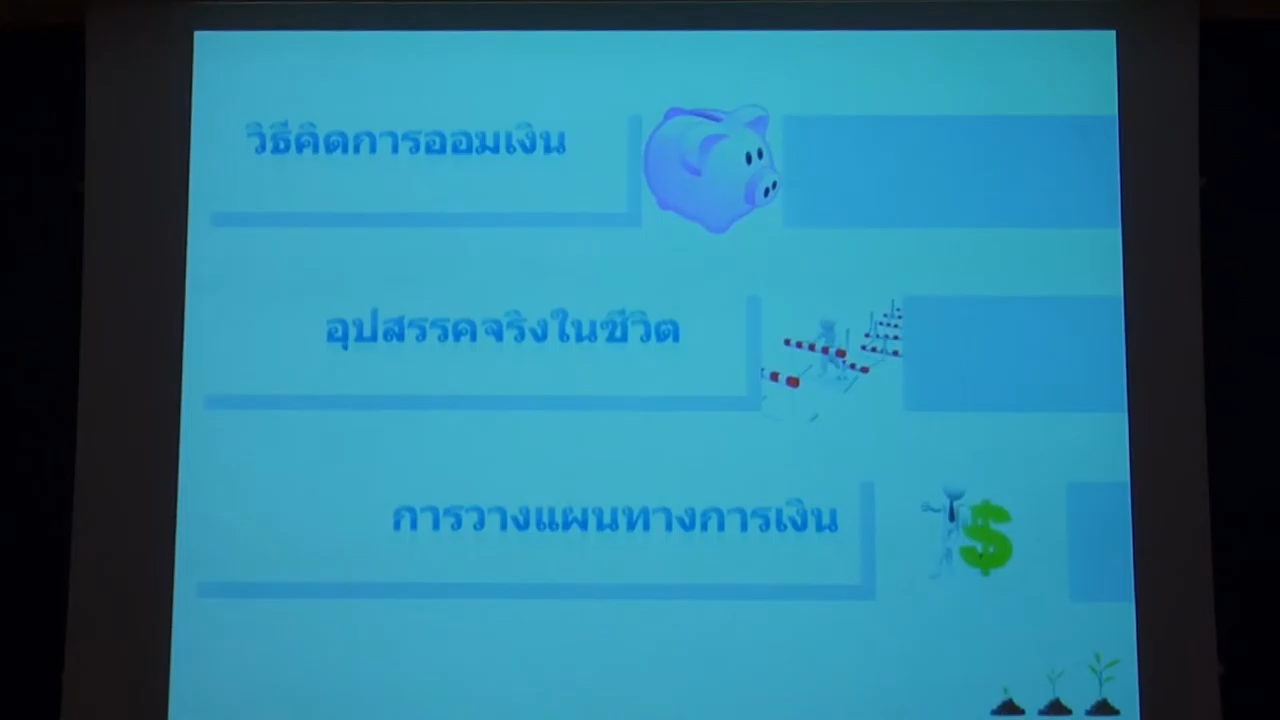 วิธีคิดการออมเงิน
อุปสรรคจริงในชีวิต
การวางแผนทางการเงิน